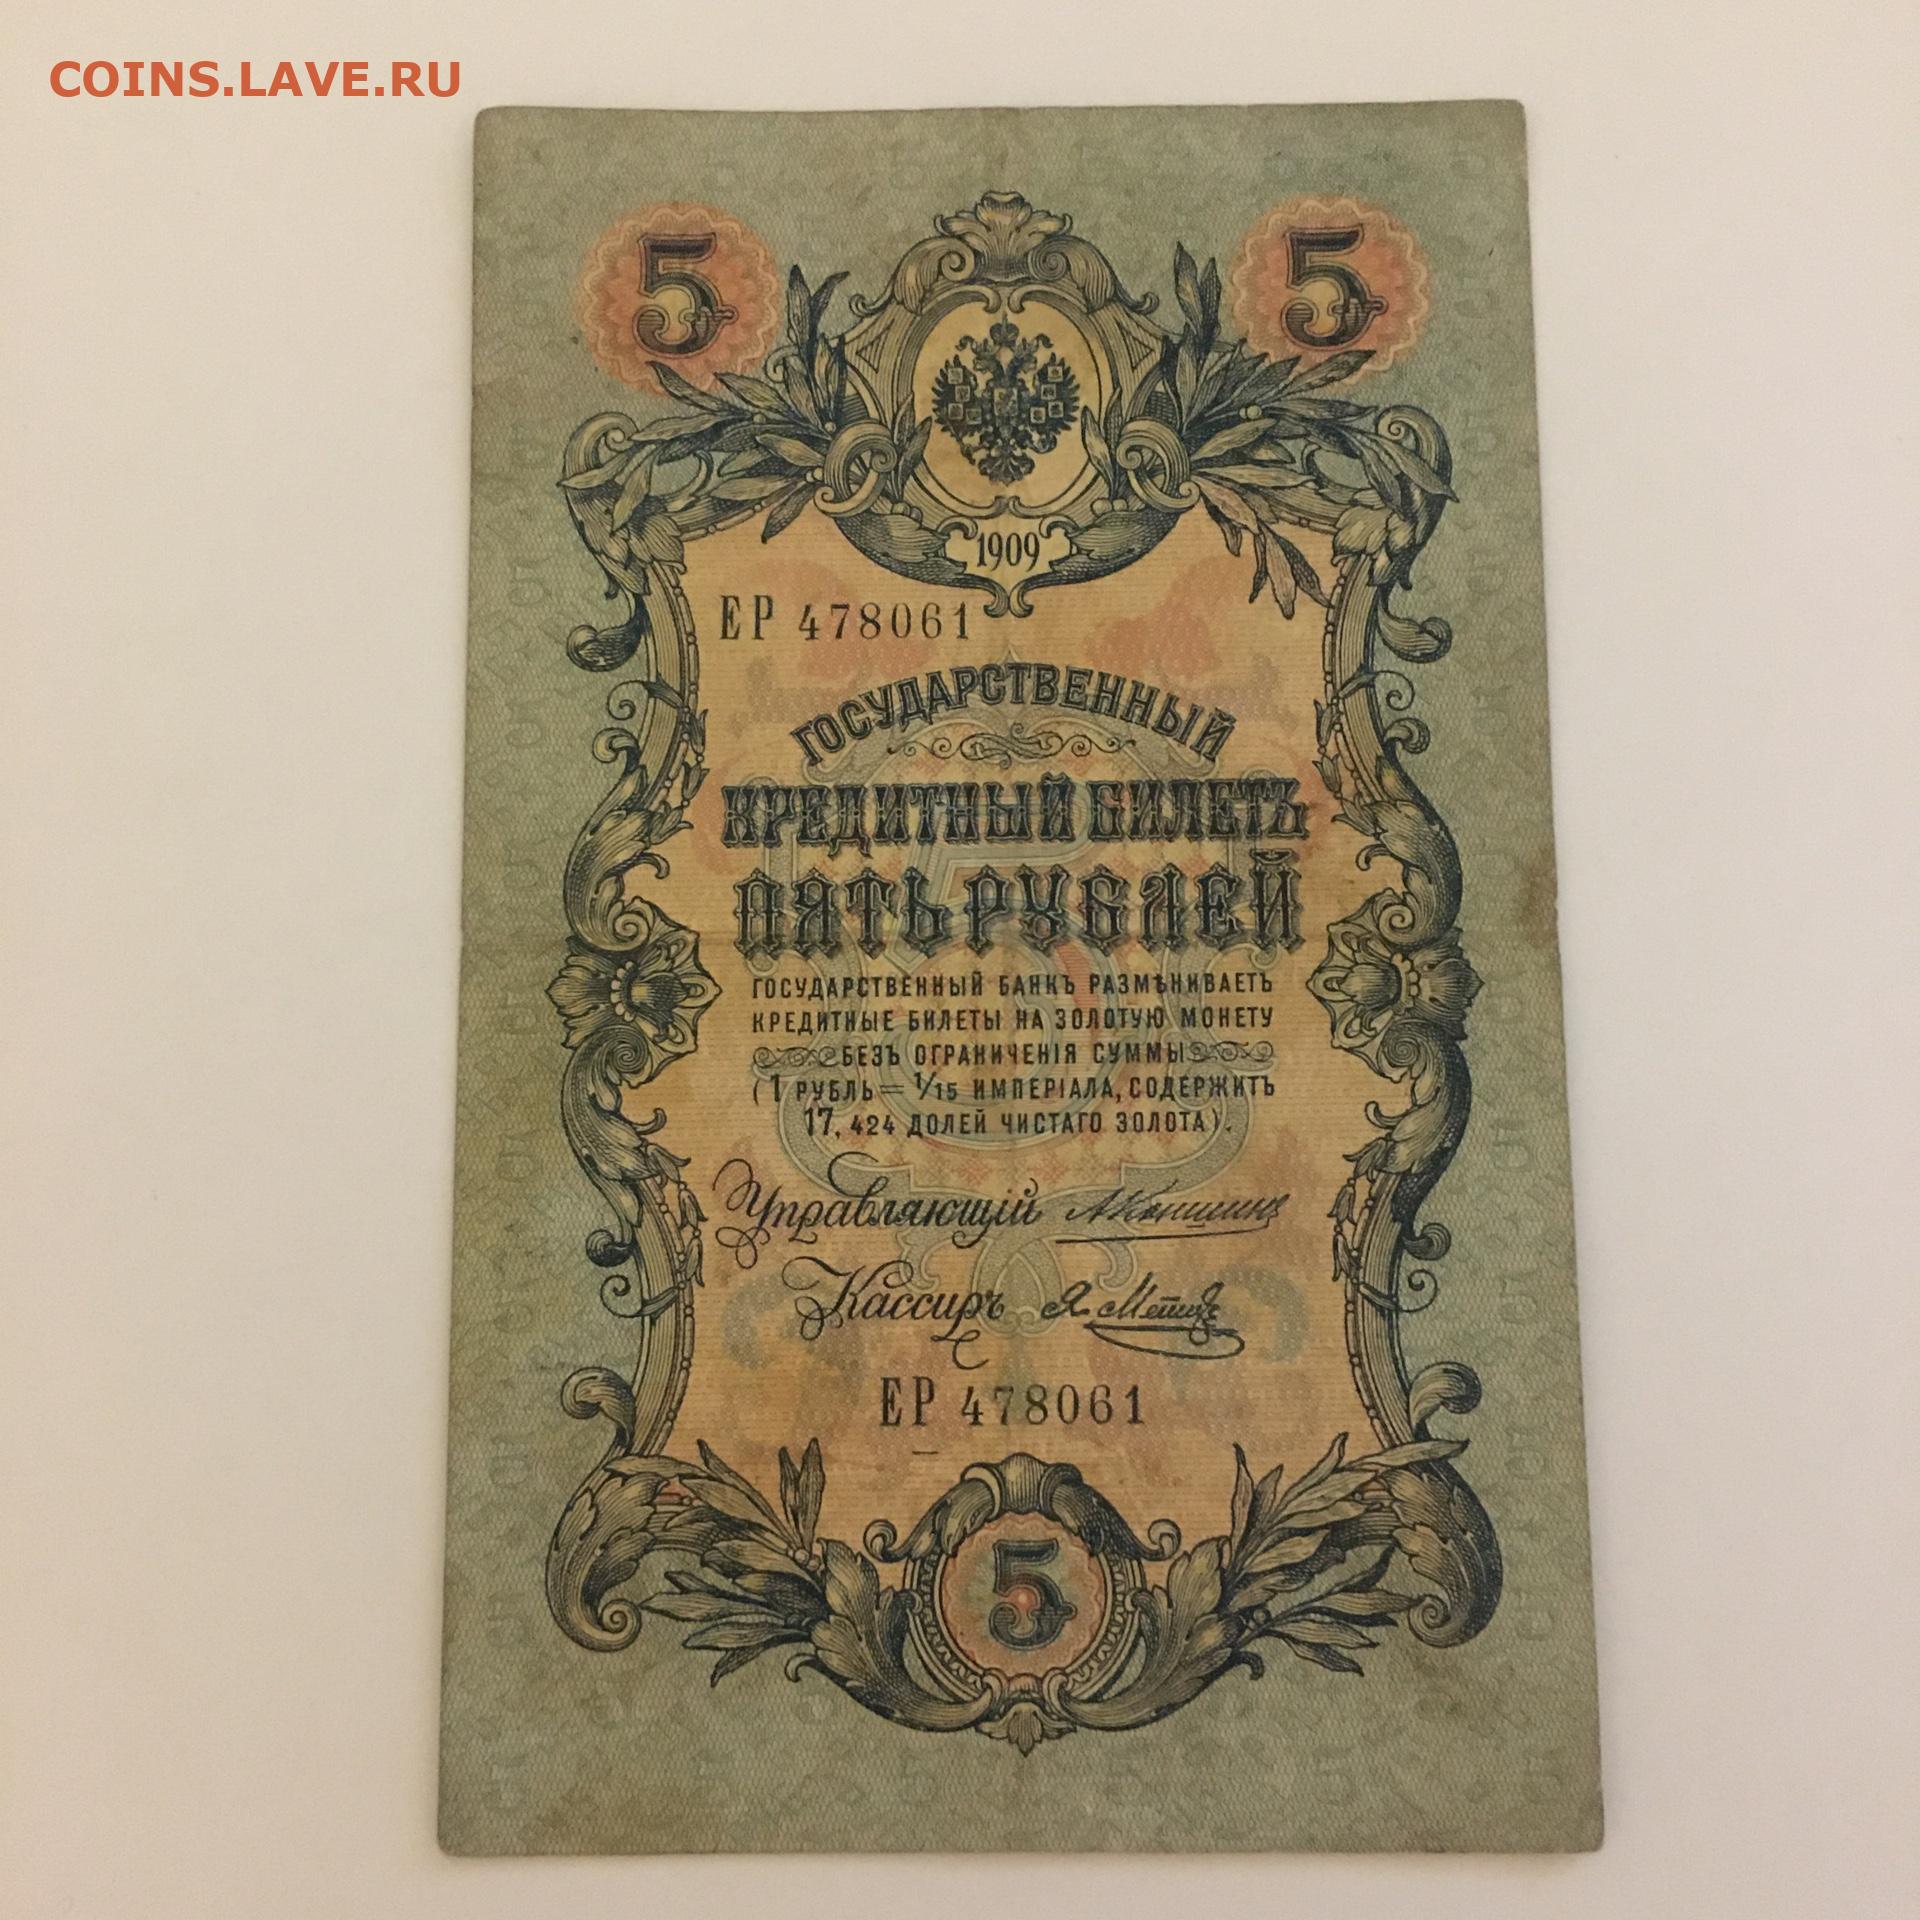 COINS.LAVE.RU
5 5
1909
ЕР 478061
ГОСУДАРСТВЕННЫЙ
КРЕДИТНЫЙ БИЛЕТЪ
ПЯТЬ РУБЛЕЙ
ГОСУДАРСТВЕННЫЙ БАНКЪ РАЗМѢНИВАЕТЪ
КРЕДИТНЫЕ БИЛЕТЫ НА ЗОЛОТУЮ МОНЕТУ
БЕЗЪ ОГРАНИЧЕНІЯ СУММЫ
(1 РУБЛЬ = 1/15 ИМПЕРІАЛА, СОДЕРЖИТЪ
17, 424 ДОЛЕЙ ЧИСТАГО ЗОЛОТА).
Управляющій АКоншинъ
Кассиръ Я. Метцъ
ЕР 478061
5